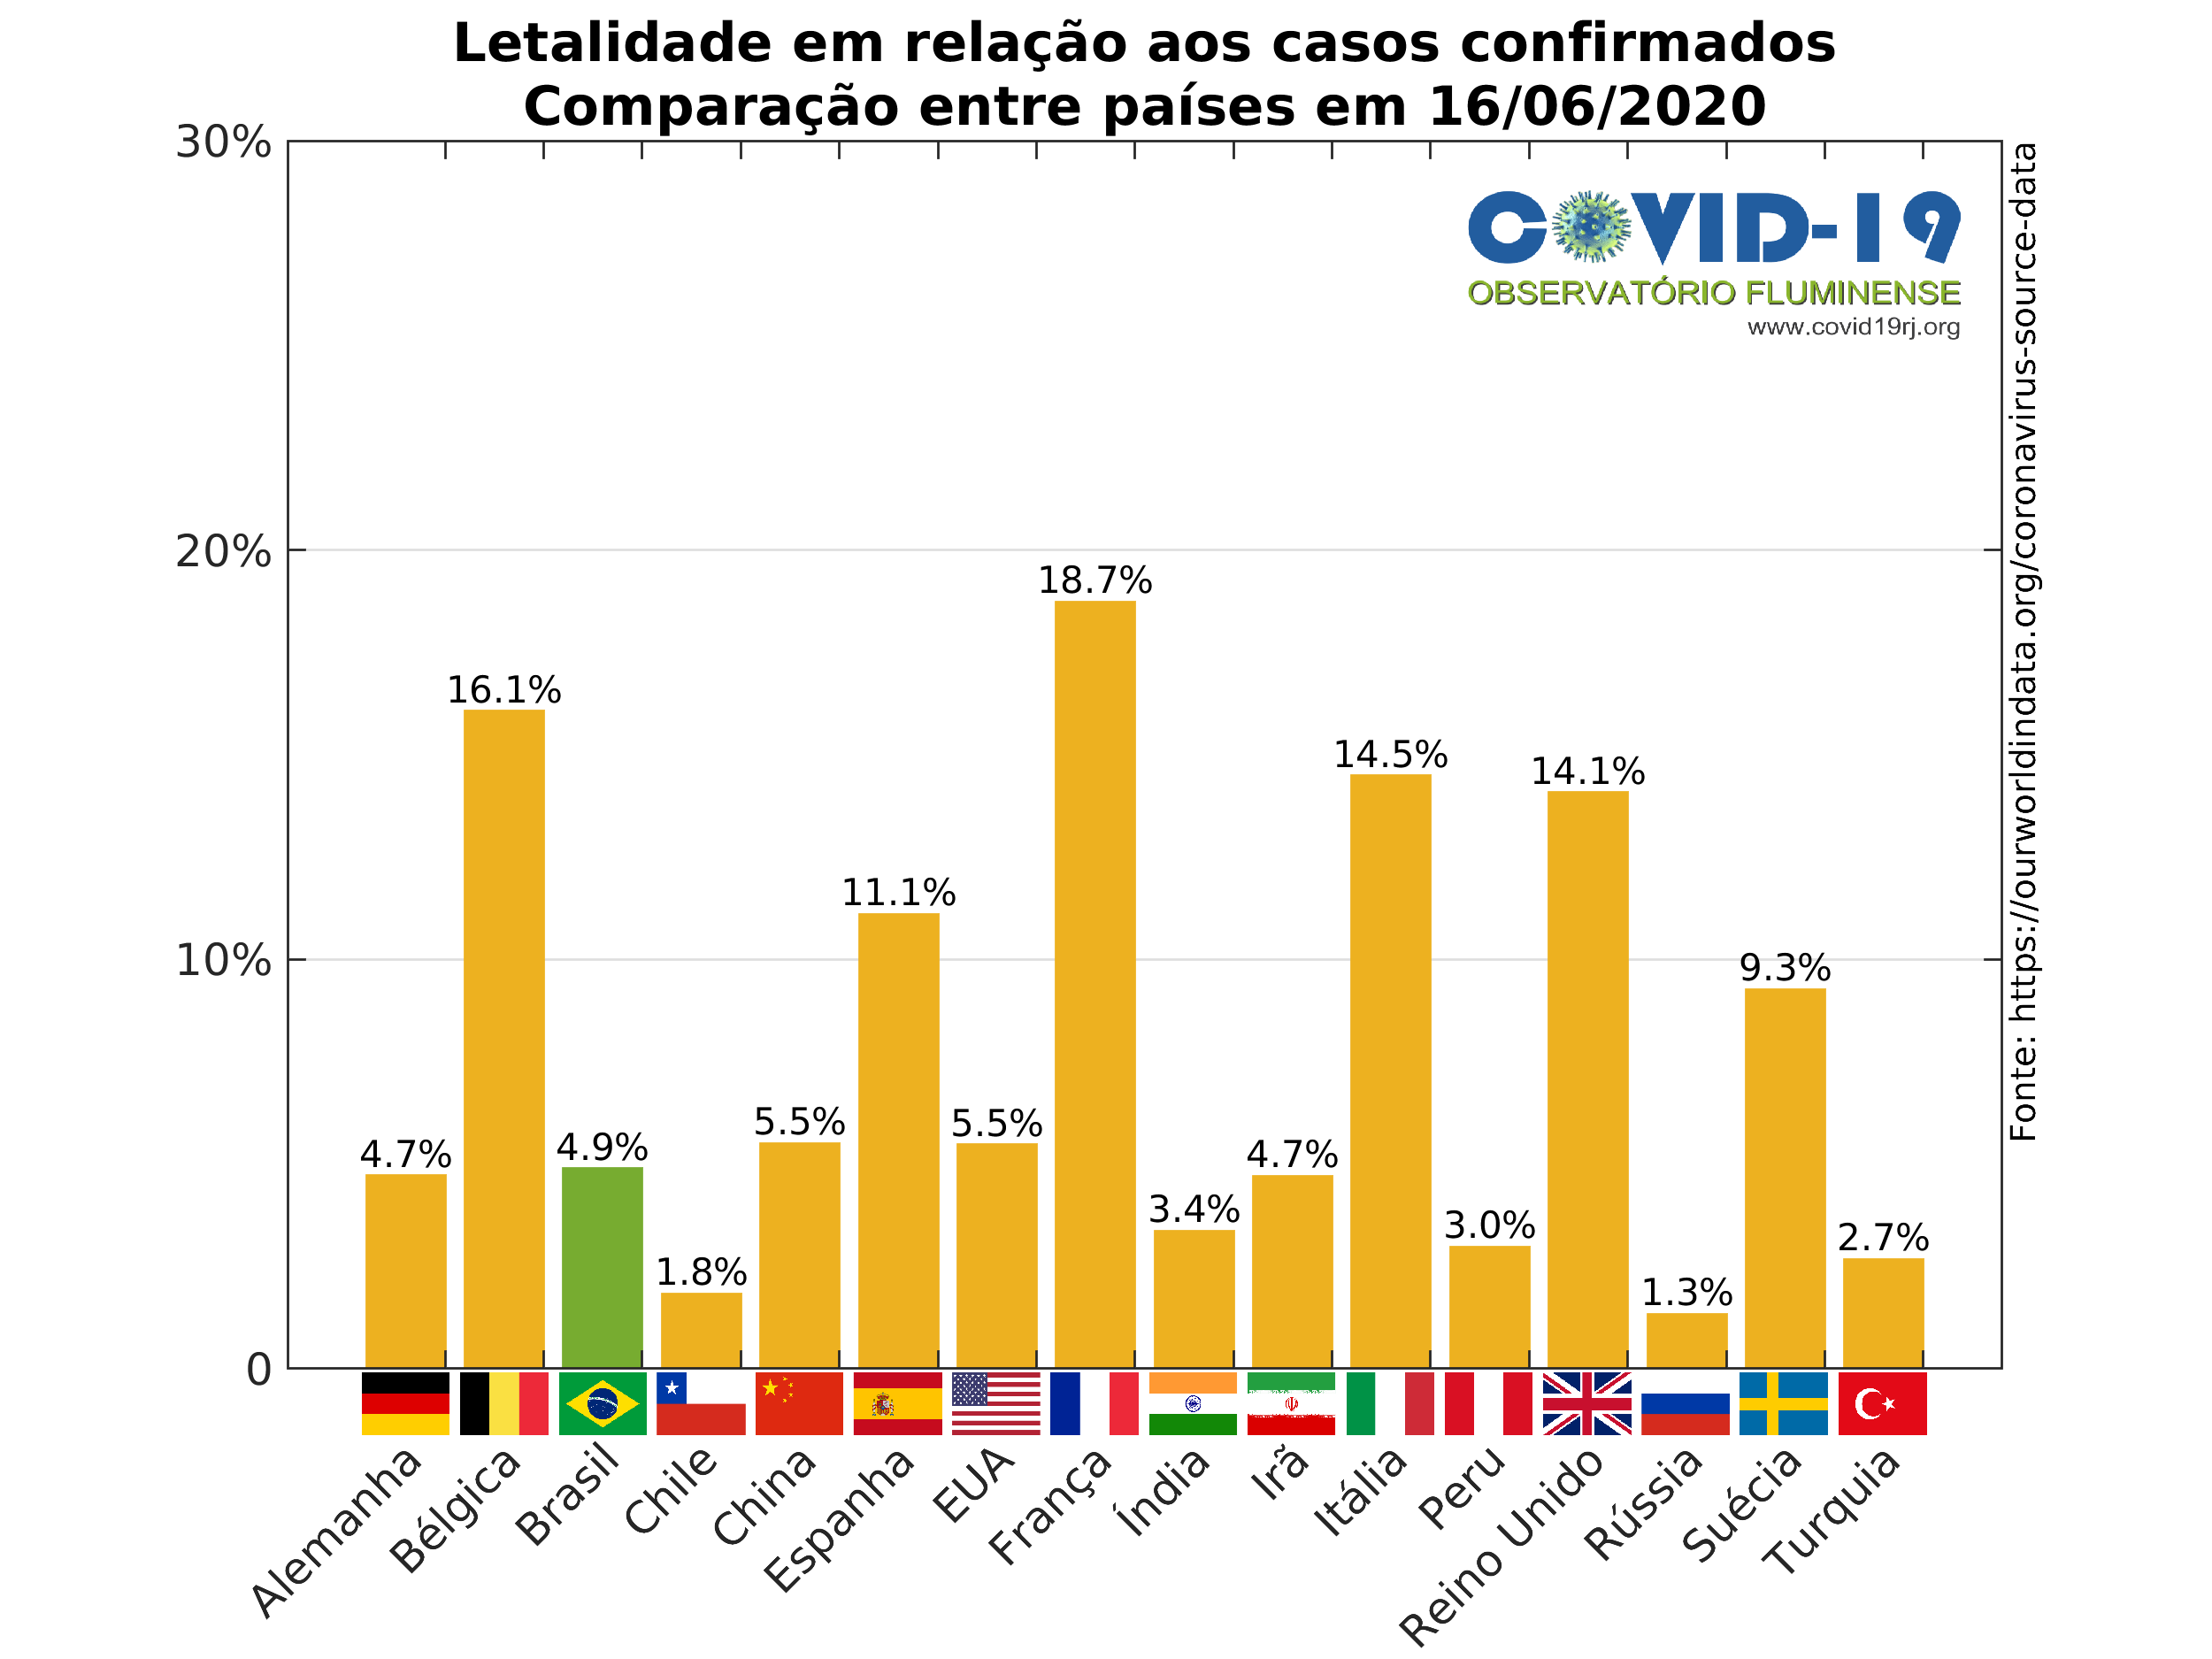 Letalidade em relação aos casos confirmados
Comparação entre países em 16/06/2020
30%
20%
10%
0
COVID-19
OBSERVATÓRIO FLUMINENSE
www.covid19rj.org
Fonte: https://ourworldindata.org/coronavirus-source-data
4.7%
16.1%
4.9%
1.8%
5.5%
11.1%
5.5%
18.7%
3.4%
4.7%
14.5%
3.0%
14.1%
1.3%
9.3%
2.7%
Alemanha
Bélgica
Brasil
Chile
China
Espanha
EUA
França
Índia
Irã
Itália
Peru
Reino Unido
Rússia
Suécia
Turquia